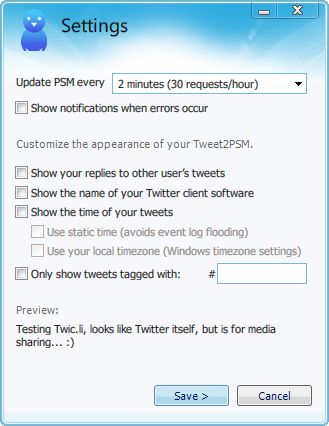 Settings
Update PSM every 2 minutes (30 requests/hour)
Show notifications when errors occur
Customize the appearance of your Tweet2PSM.
Show your replies to other user's tweets
Show the name of your Twitter client software
Show the time of your tweets
Use static time (avoids event log flooding)
Use your local timezone (Windows timezone settings)
Only show tweets tagged with: #
Preview:
Testing Twic.li, looks like Twitter itself, but is for media
sharing... :)
Save > Cancel